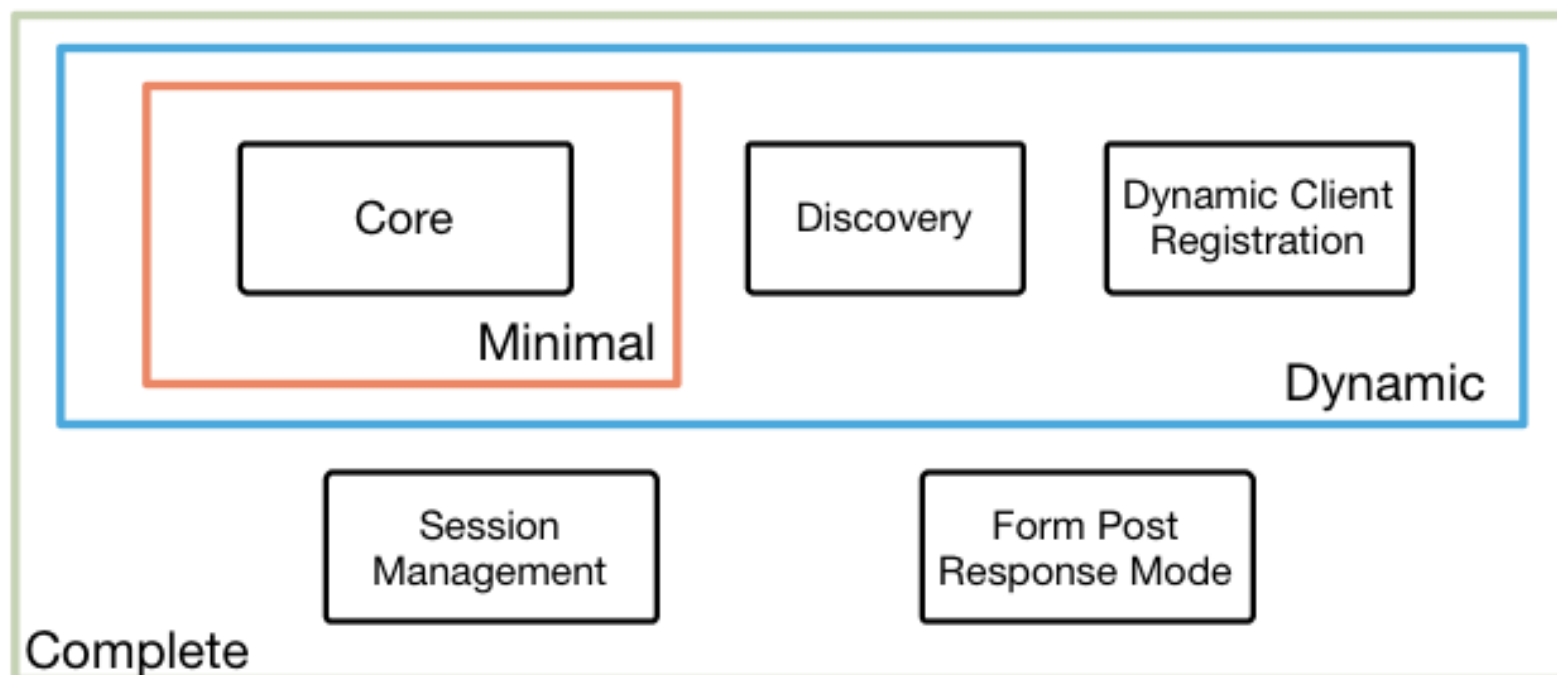 Core
Discovery
Dynamic Client
Registration
Minimal
Dynamic
Session
Management
Form Post
Response Mode
Complete